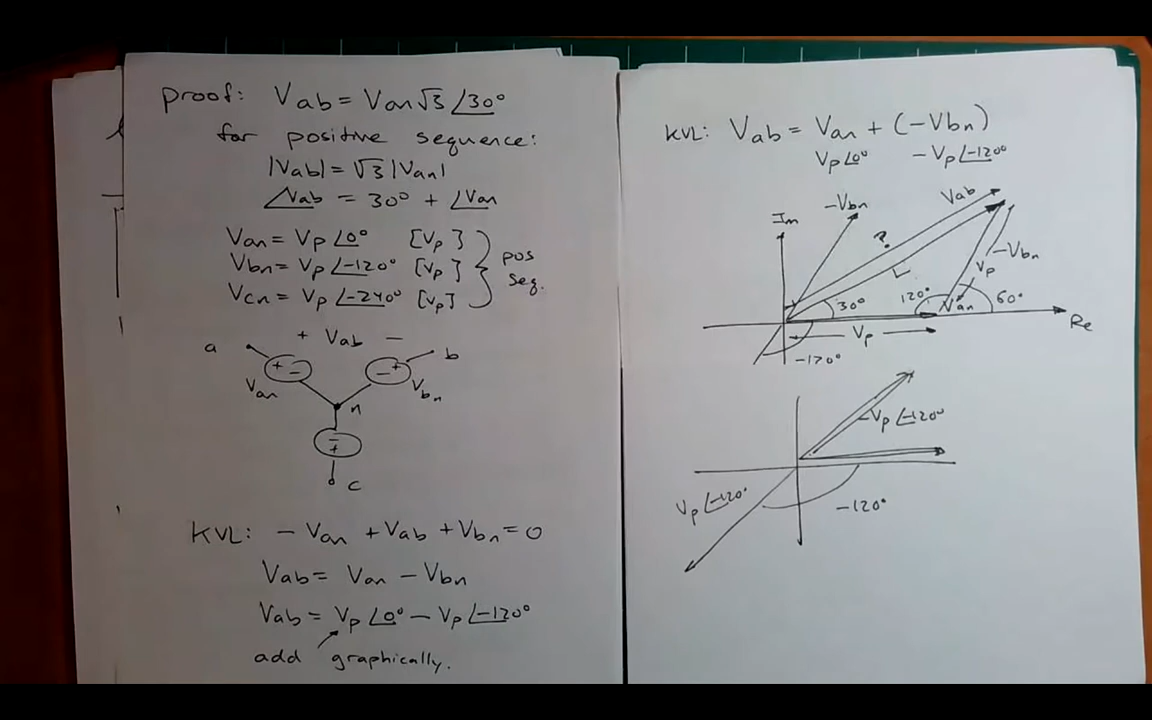 proof: Vab = Van√3 ∠30°
for positive sequence:
|Vab| = √3 |Van|
∠Vab = 30° + ∠Van
Van = Vp ∠0° [Vp]
Vbn = Vp ∠-120° [Vp]
Vcn = Vp ∠-240° [Vp]
pos
seq.
+ Vab −
a
b
+ −
− +
Van
Vbn
n
− +
c
KVL: − Van + Vab + Vbn = 0
Vab = Van − Vbn
Vab = Vp ∠0° − Vp ∠-120°
add graphically.
KVL: Vab = Van + (−Vbn)
Vp ∠0° − Vp ∠-120°
Im
−Vbn
Vab
?
−Vbn
Vp
L
30°
120°
Van
60°
Re
Vp
−120°
−Vp ∠-120°
Vp ∠-120°
−120°